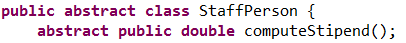 public abstract class StaffPerson {
    abstract public double computeStipend();